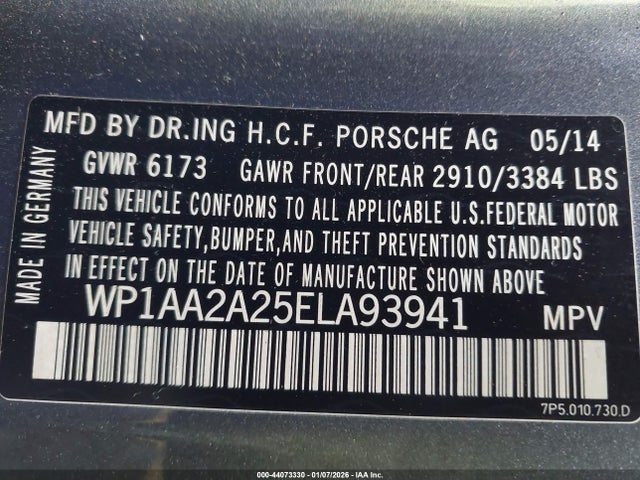 MFD BY DR.ING H.C.F. PORSCHE AG 05/14
GVWR 6173 GAWR FRONT/REAR 2910/3384 LBS
THIS VEHICLE CONFORMS TO ALL APPLICABLE U.S.FEDERAL MOTOR
VEHICLE SAFETY,BUMPER,AND THEFT PREVENTION STANDARDS
IN EFFECT ON THE DATE OF MANUFACTURE SHOWN ABOVE.
WP1AA2A25ELA93941 MPV
MADE IN GERMANY
7P5.010.730.D
000-44073330 - 01/07/2026 - IAA Inc.